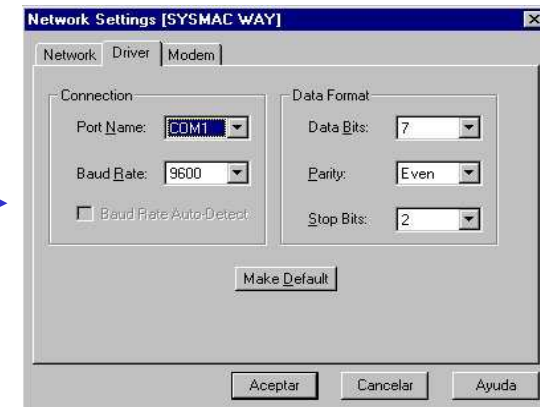 Network Settings [SYSMAC WAY]
Network Driver Modem
Connection
Port Name: COM1
Baud Rate: 9600
Baud Rate Auto-Detect
Data Format
Data Bits: 7
Parity: Even
Stop Bits: 2
Make Default
Aceptar Cancelar Ayuda